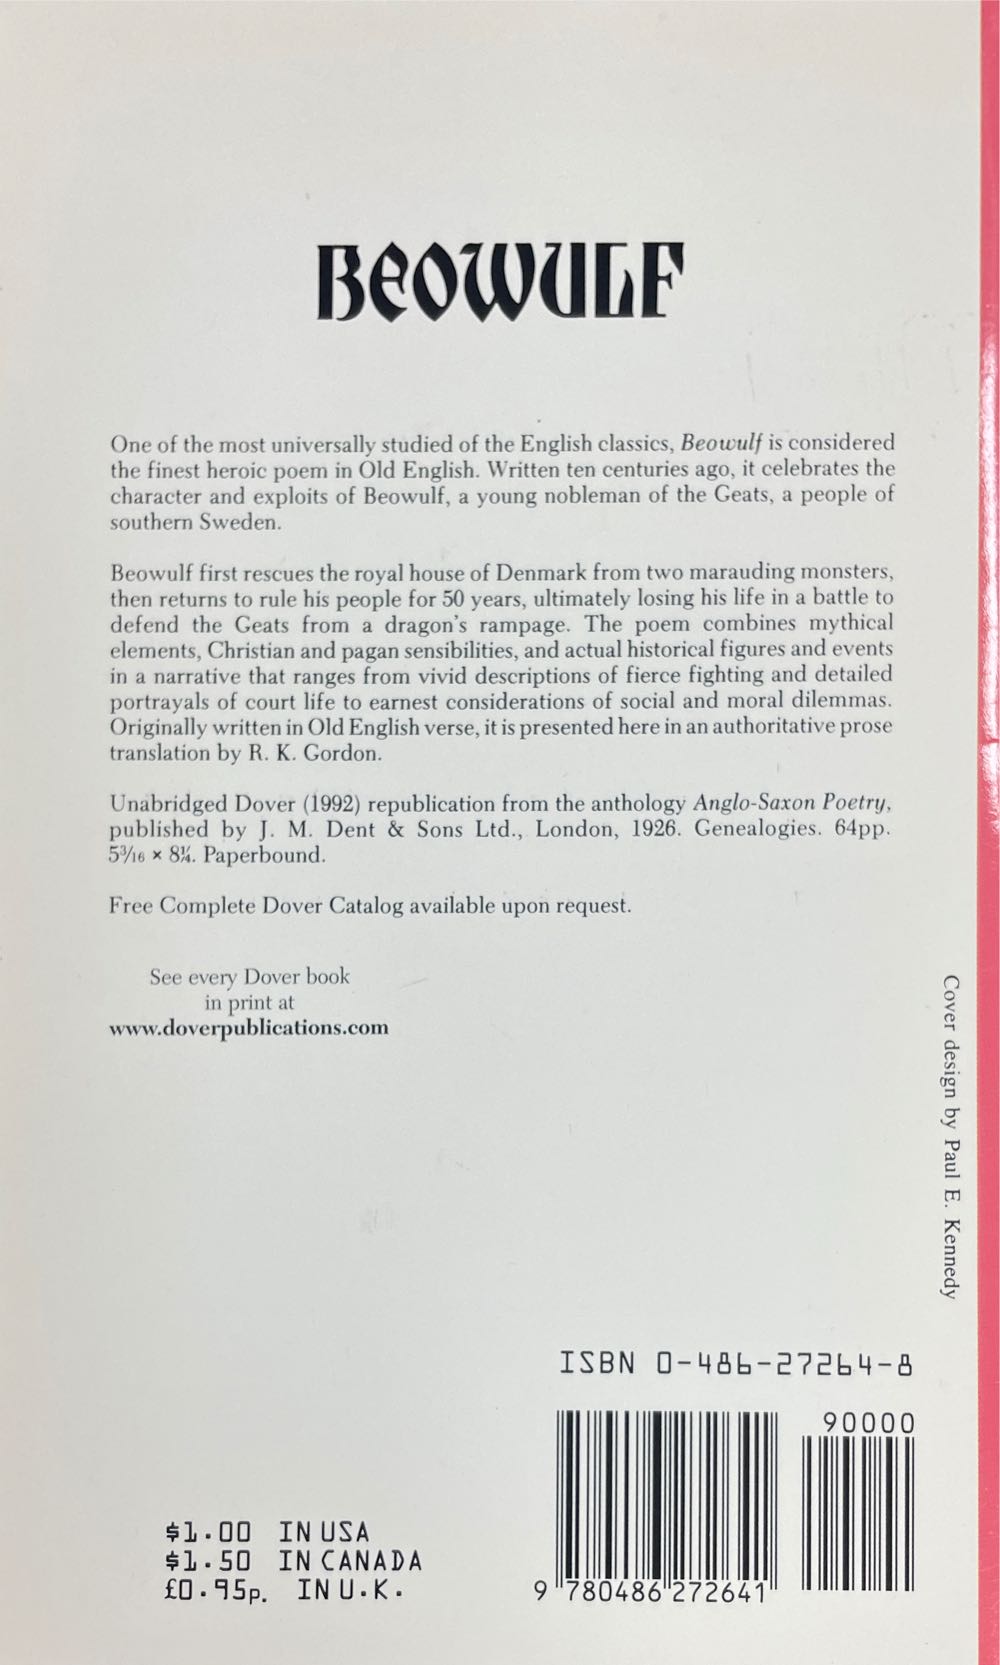 BEOWULF
One of the most universally studied of the English classics, Beowulf is considered
the finest heroic poem in Old English. Written ten centuries ago, it celebrates the
character and exploits of Beowulf, a young nobleman of the Geats, a people of
southern Sweden.
Beowulf first rescues the royal house of Denmark from two marauding monsters,
then returns to rule his people for 50 years, ultimately losing his life in a battle to
defend the Geats from a dragon's rampage. The poem combines mythical
elements, Christian and pagan sensibilities, and actual historical figures and events
in a narrative that ranges from vivid descriptions of fierce fighting and detailed
portrayals of court life to earnest considerations of social and moral dilemmas.
Originally written in Old English verse, it is presented here in an authoritative prose
translation by R. K. Gordon.
Unabridged Dover (1992) republication from the anthology Anglo-Saxon Poetry,
published by J. M. Dent & Sons Ltd., London, 1926. Genealogies. 64pp.
5³⁄₁₆ × 8¼. Paperbound.
Free Complete Dover Catalog available upon request.
See every Dover book
in print at
www.doverpublications.com
Cover design by Paul E. Kennedy
ISBN 0-486-27264-8
90000
9 780486 272641
$1.00 IN USA
$1.50 IN CANADA
£0.95p. IN U.K.